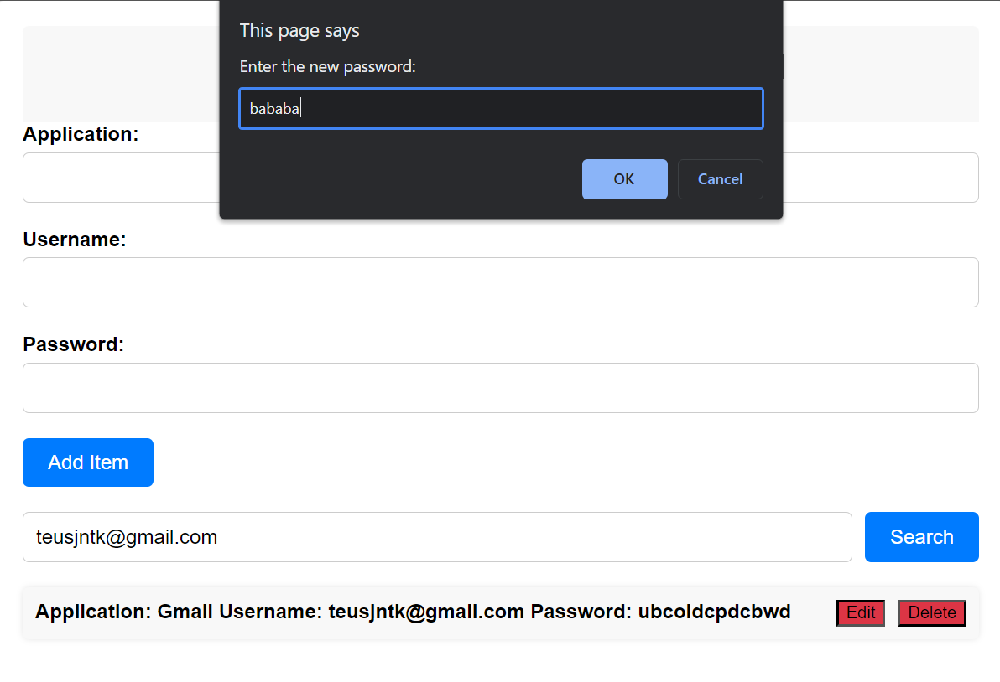 This page says
Enter the new password:
bababa
OK Cancel
Application:
Username:
Password:
Add Item
teusjntk@gmail.com Search
Application: Gmail Username: teusjntk@gmail.com Password: ubcoidcpdcbwd Edit Delete